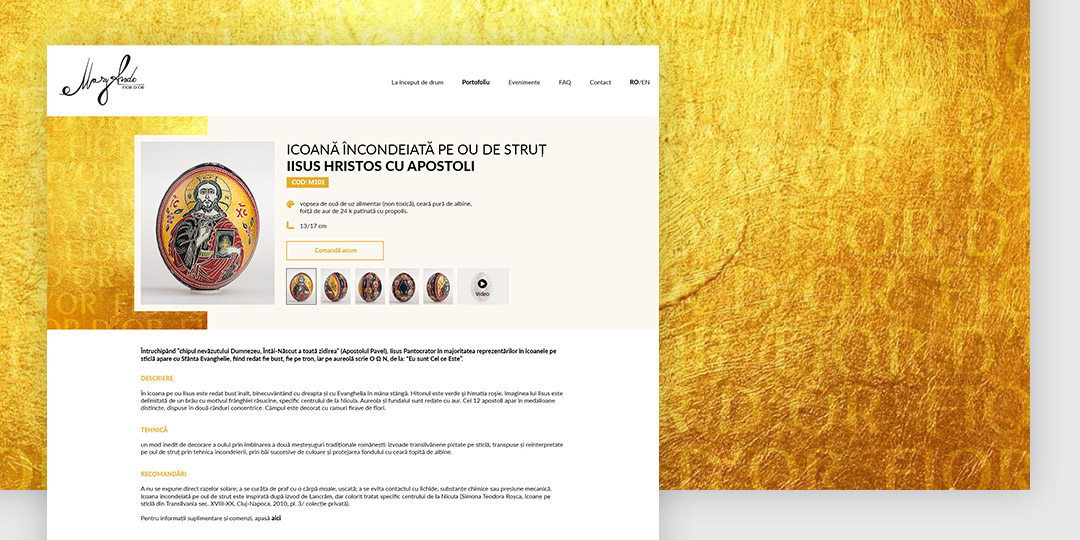 MaryAndo
FIOR D'OR
La început de drum
Portofoliu
Evenimente
FAQ
Contact
RO/EN
ICOANĂ ÎNCONDEIATĂ PE OU DE STRUȚ
IISUS HRISTOS CU APOSTOLI
COD: M101
vopsea de ouă de uz alimentar (non toxică), ceară pură de albine,
foiță de aur de 24 k patinată cu propolis.
13/17 cm
Comandă acum
Video
Întruchipând "chipul nevăzutului Dumnezeu, Întâi-Născut a toată zidirea" (Apostolul Pavel), Iisus Pantocrator în majoritatea reprezentărilor în icoanele pe
sticlă apare cu Sfânta Evanghelie, fiind redat fie bust, fie pe tron, iar pe aureolă scrie O Ω N, de la: "Eu sunt Cel ce Este".
DESCRIERE
În icoana pe ou Iisus este redat bust înalt, binecuvântând cu dreapta și cu Evanghelia în mâna stângă. Hitonul este verde și himatia roșie. Imaginea lui Iisus este
delimitată de un brâu cu motivul frânghiei răsucine, specific centrului de la Nicula. Aureola și fundalul sunt redate cu aur. Cei 12 apostoli apar în medalioane
distincte, dispuse în două rânduri concentrice. Câmpul este decorat cu ramuri firave de flori.
TEHNICĂ
un mod inedit de decorare a oului prin îmbinarea a două meșteșuguri tradiționale românești: izvoade transilvănene pictate pe sticlă, transpuse și reinterpretate
pe oul de struț prin tehnica încondeierii, prin băi succesive de culoare și protejarea fondului cu ceară topită de albine.
RECOMANDĂRI
A nu se expune direct razelor solare; a se curăța de praf cu o cârpă moale, uscată; a se evita contactul cu lichide, substanțe chimice sau presiune mecanică.
Icoana încondeiată pe oul de struț este inspirată după izvod de Lancrăm, dar colorit tratat specific centrului de la Nicula (Simona Teodora Roșca, Icoane pe
sticlă din Transilvania sec. XVIII-XX, Cluj-Napoca, 2010, pl. 3/ colecție privată).
Pentru informații suplimentare și comenzi, apasă aici